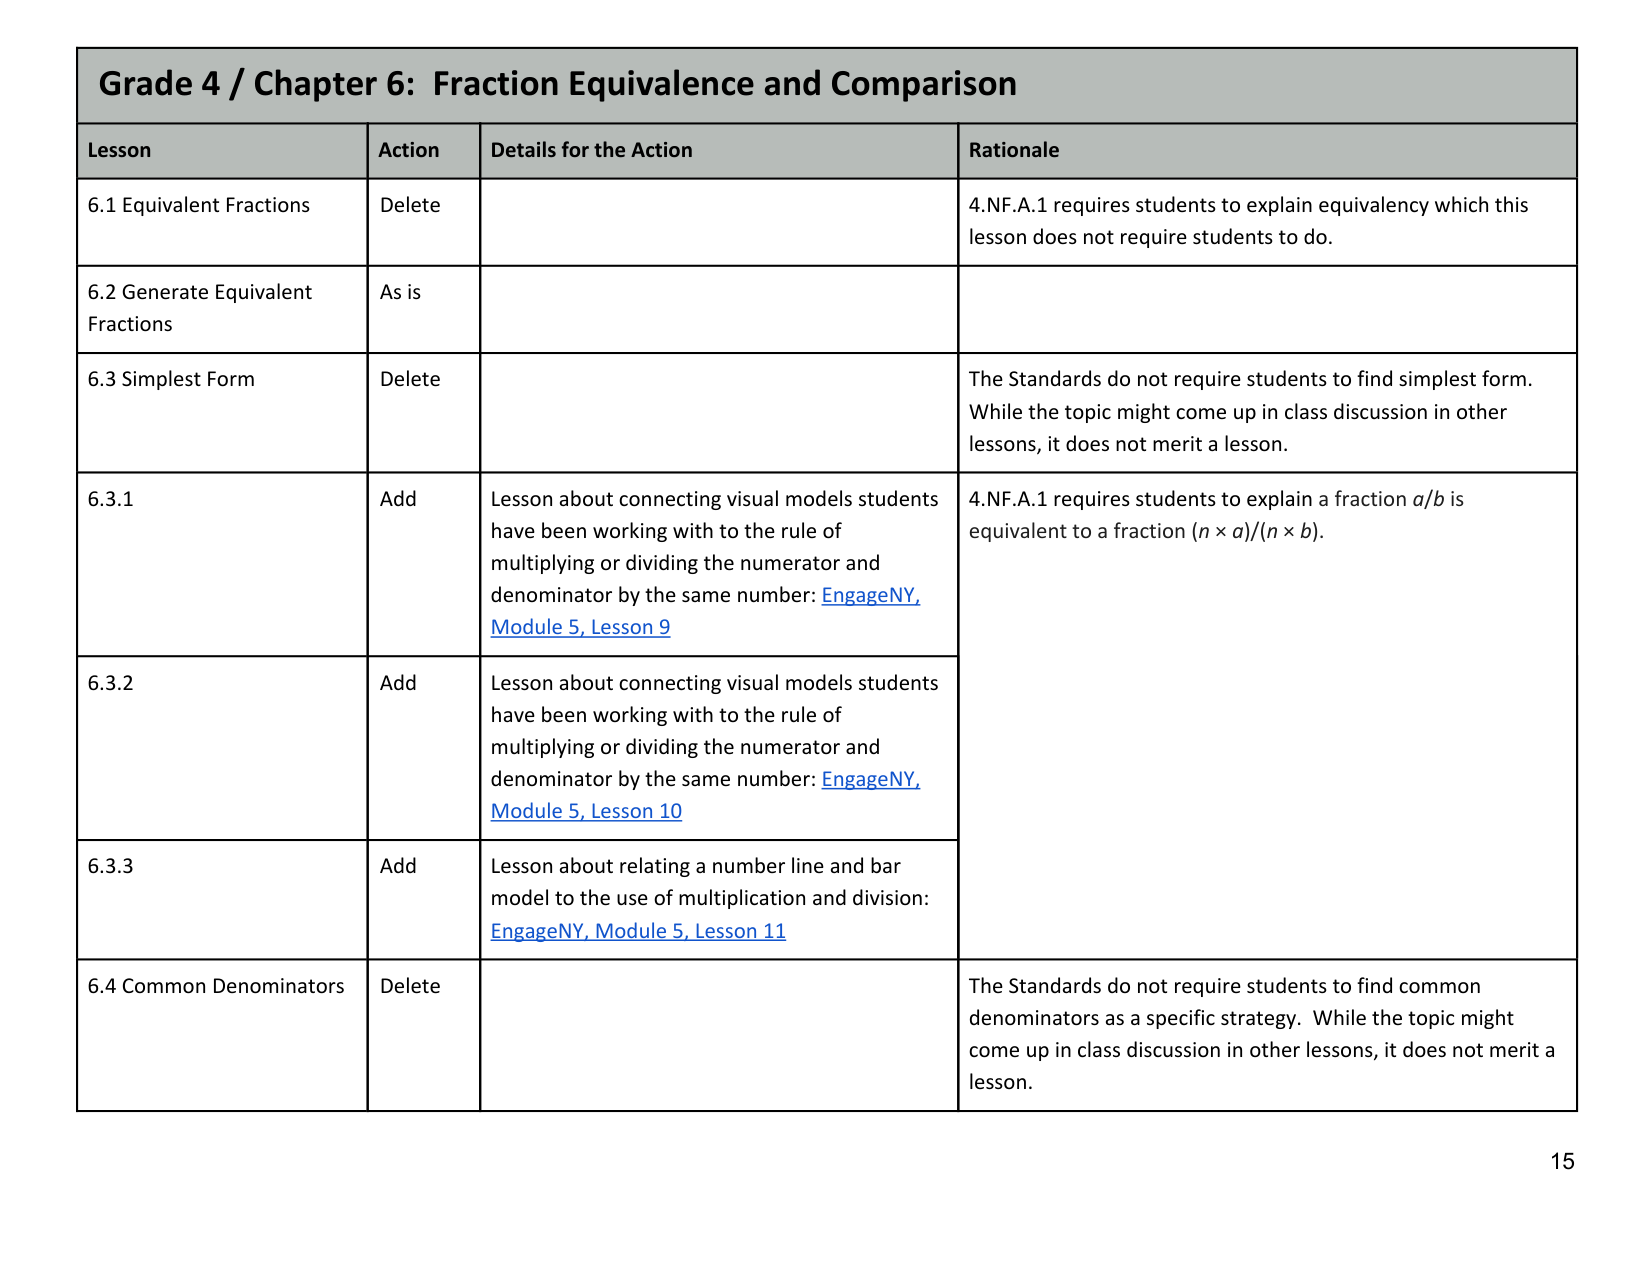 Grade 4 / Chapter 6:  Fraction Equivalence and Comparison
Lesson
Action
Details for the Action
Rationale
6.1 Equivalent Fractions
Delete
4.NF.A.1 requires students to explain equivalency which this
lesson does not require students to do.
6.2 Generate Equivalent
Fractions
As is
6.3 Simplest Form
Delete
The Standards do not require students to find simplest form.
While the topic might come up in class discussion in other
lessons, it does not merit a lesson.
6.3.1
Add
Lesson about connecting visual models students
have been working with to the rule of
multiplying or dividing the numerator and
denominator by the same number: EngageNY,
Module 5, Lesson 9
4.NF.A.1 requires students to explain a fraction a/b is
equivalent to a fraction (n × a)/(n × b).
6.3.2
Add
Lesson about connecting visual models students
have been working with to the rule of
multiplying or dividing the numerator and
denominator by the same number: EngageNY,
Module 5, Lesson 10
6.3.3
Add
Lesson about relating a number line and bar
model to the use of multiplication and division:
EngageNY, Module 5, Lesson 11
6.4 Common Denominators
Delete
The Standards do not require students to find common
denominators as a specific strategy.  While the topic might
come up in class discussion in other lessons, it does not merit a
lesson.
15